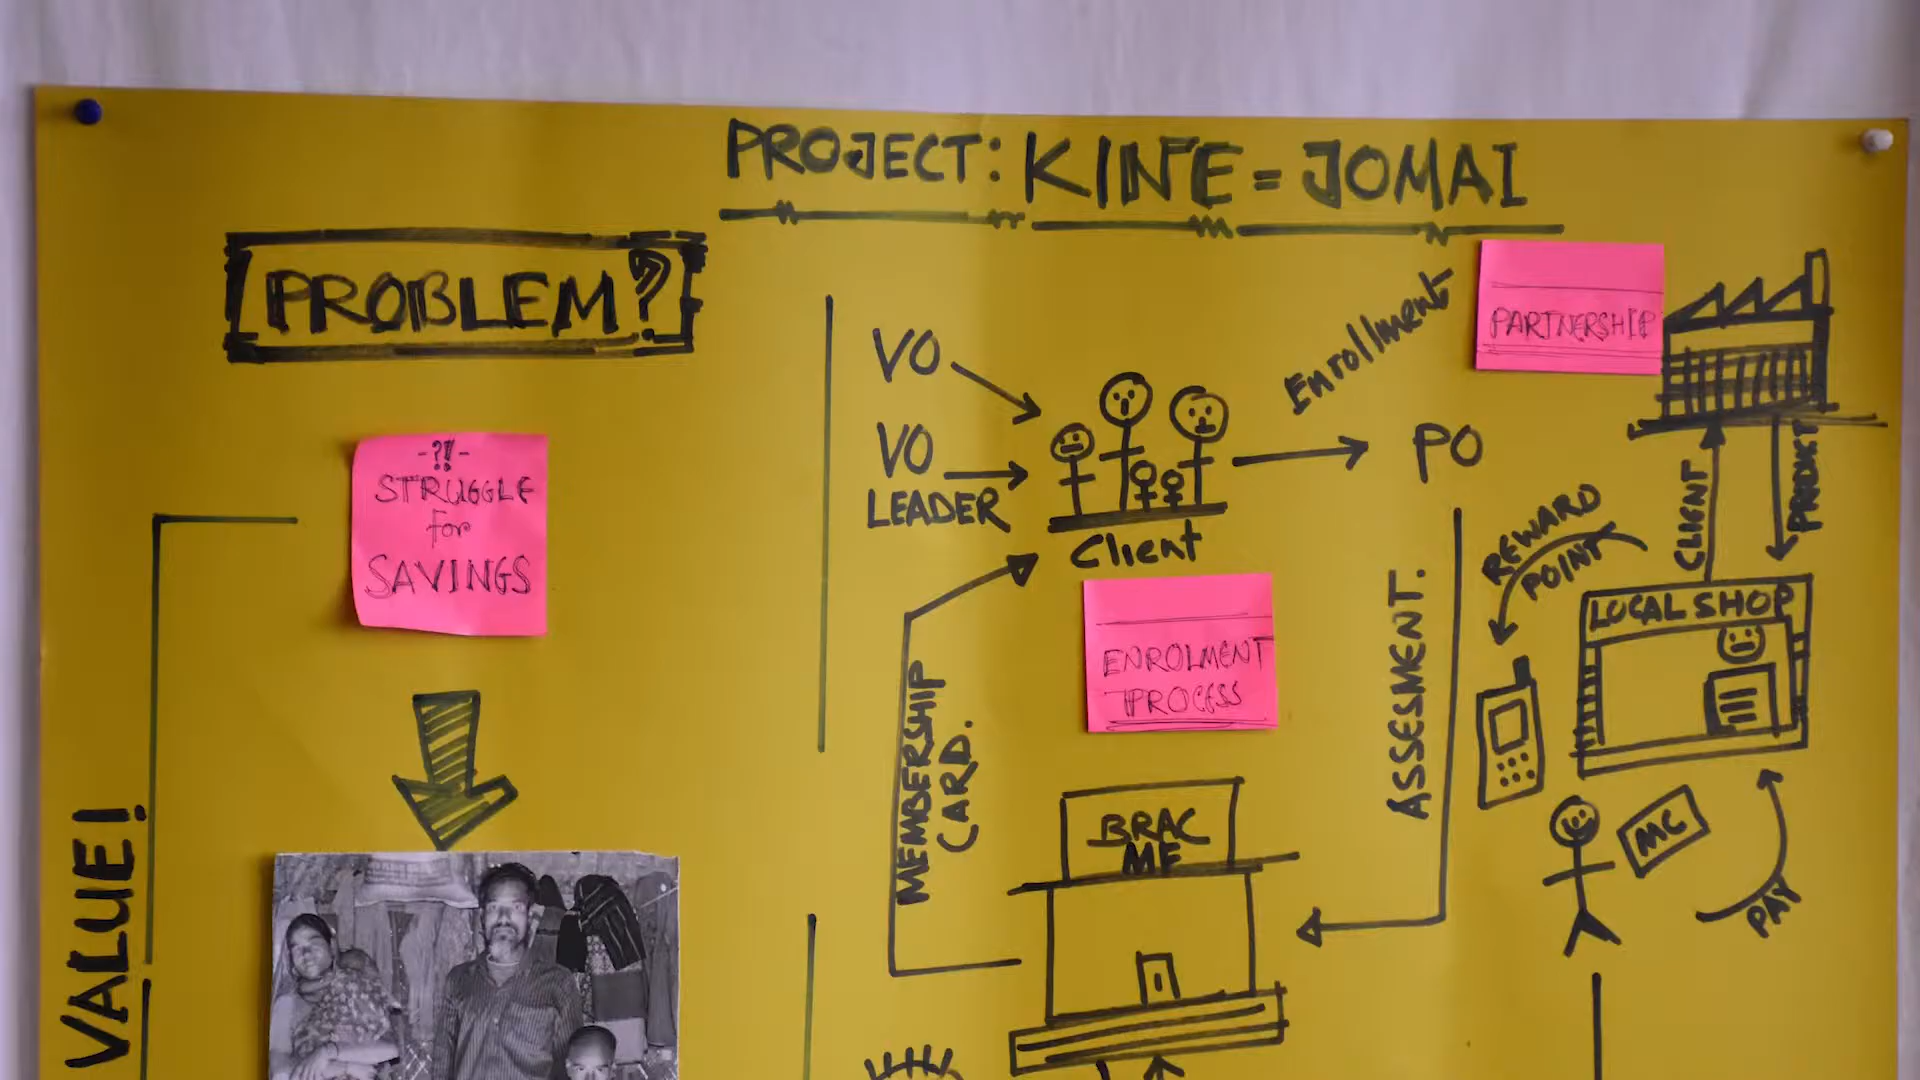 PROJECT: KINE = JOMAI
PROBLEM?
-?!-
STRUGGLE
for
SAVINGS
VALUE!
VO
VO
LEADER
Client
Enrollment
PO
ENROLMENT
PROCESS
MEMBERSHIP
CARD.
ASSESMENT.
BRAC
MF
PARTNERSHIP
CLIENT
REWARD
POINT
LOCAL SHOP
MC
PAY